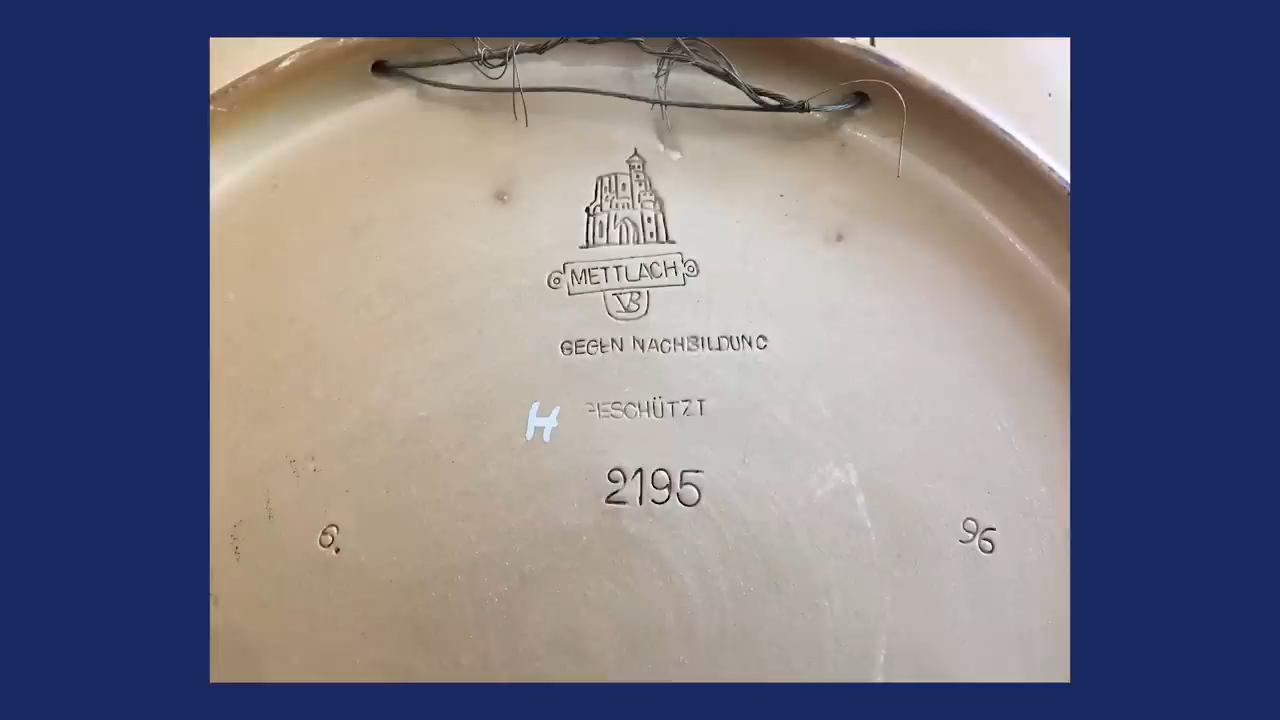 METTLACH
VB
GEGEN NACHBILDUNG
GESCHÜTZT
H
2195
6.
96